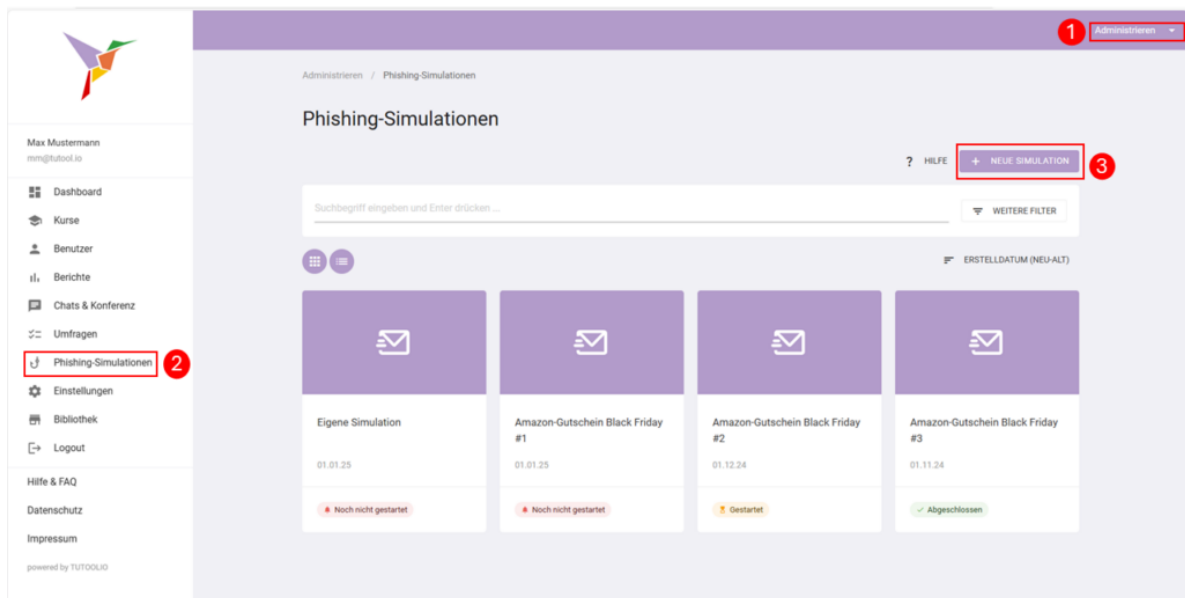 1 Administrieren
Administrieren / Phishing-Simulationen
Phishing-Simulationen
Max Mustermann
mm@tutool.io
? HILFE + NEUE SIMULATION 3
Dashboard
Kurse
Benutzer
Berichte
Chats & Konferenz
Umfragen
Phishing-Simulationen 2
Einstellungen
Bibliothek
Logout
Hilfe & FAQ
Datenschutz
Impressum
powered by TUTOOLIO
Suchbegriff eingeben und Enter drücken ...
WEITERE FILTER
ERSTELLDATUM (NEU-ALT)
Eigene Simulation
01.01.25
Noch nicht gestartet
Amazon-Gutschein Black Friday
#1
01.01.25
Noch nicht gestartet
Amazon-Gutschein Black Friday
#2
01.12.24
Gestartet
Amazon-Gutschein Black Friday
#3
01.11.24
Abgeschlossen